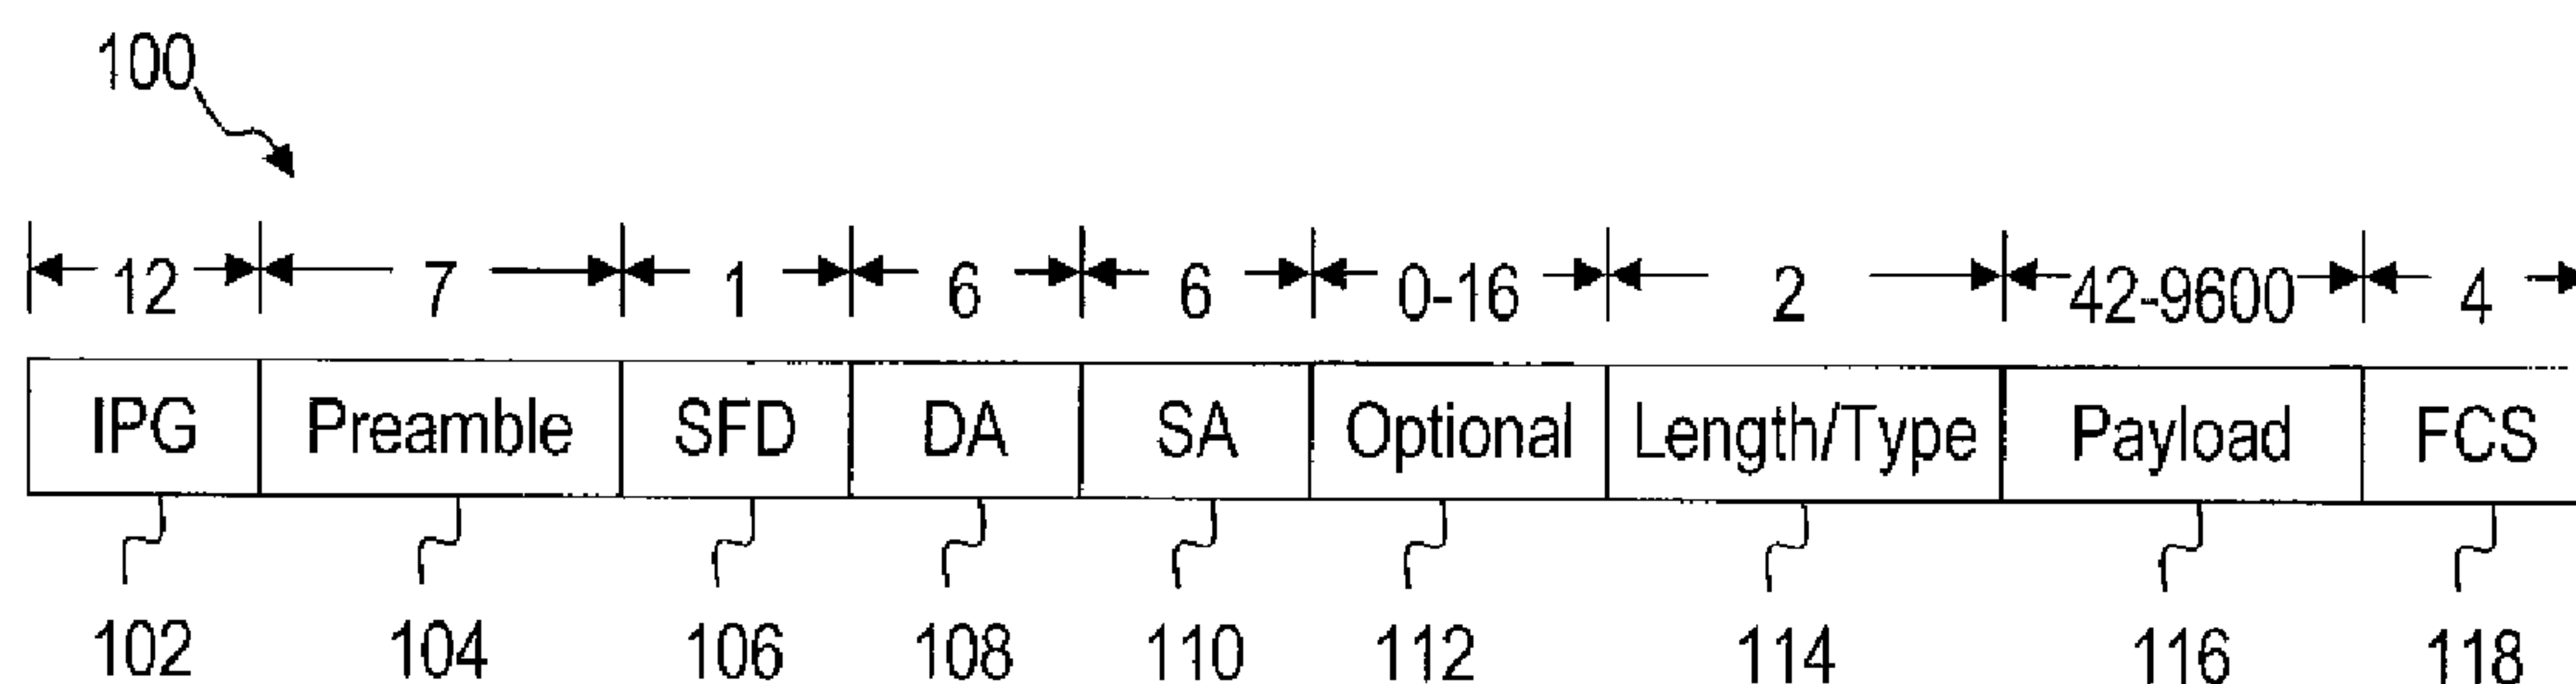 100
12 7 1 6 6 0-16 2 42-9600 4
IPG Preamble SFD DA SA Optional Length/Type Payload FCS
102 104 106 108 110 112 114 116 118